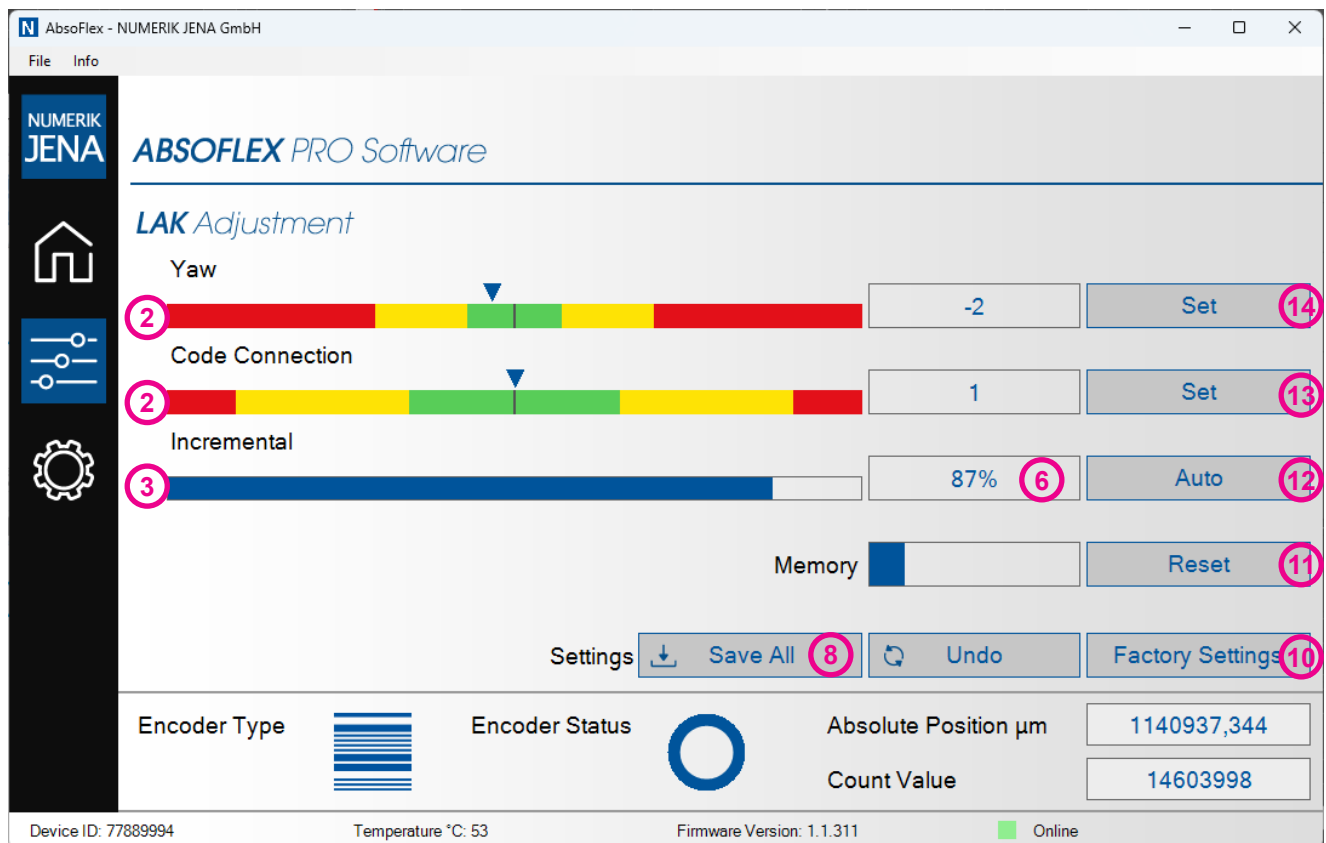 N AbsoFlex - NUMERIK JENA GmbH
File Info
NUMERIK
JENA
ABSOFLEX PRO Software
LAK Adjustment
Yaw
2 -2 Set 14
Code Connection
2 1 Set 13
Incremental
3 87% 6 Auto 12
Memory Reset 11
Settings Save All 8 Undo Factory Settings 10
Encoder Type Encoder Status Absolute Position µm 1140937,344
Count Value 14603998
Device ID: 77889994 Temperature °C: 53 Firmware Version: 1.1.311 Online